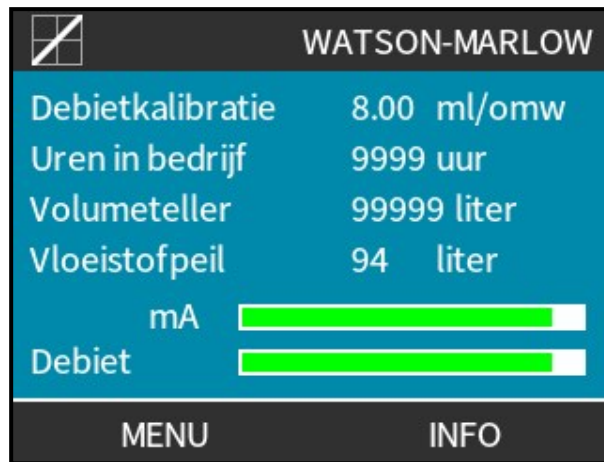 WATSON-MARLOW
Debietkalibratie 8.00 ml/omw
Uren in bedrijf 9999 uur
Volumeteller 99999 liter
Vloeistofpeil 94 liter
mA
Debiet
MENU INFO